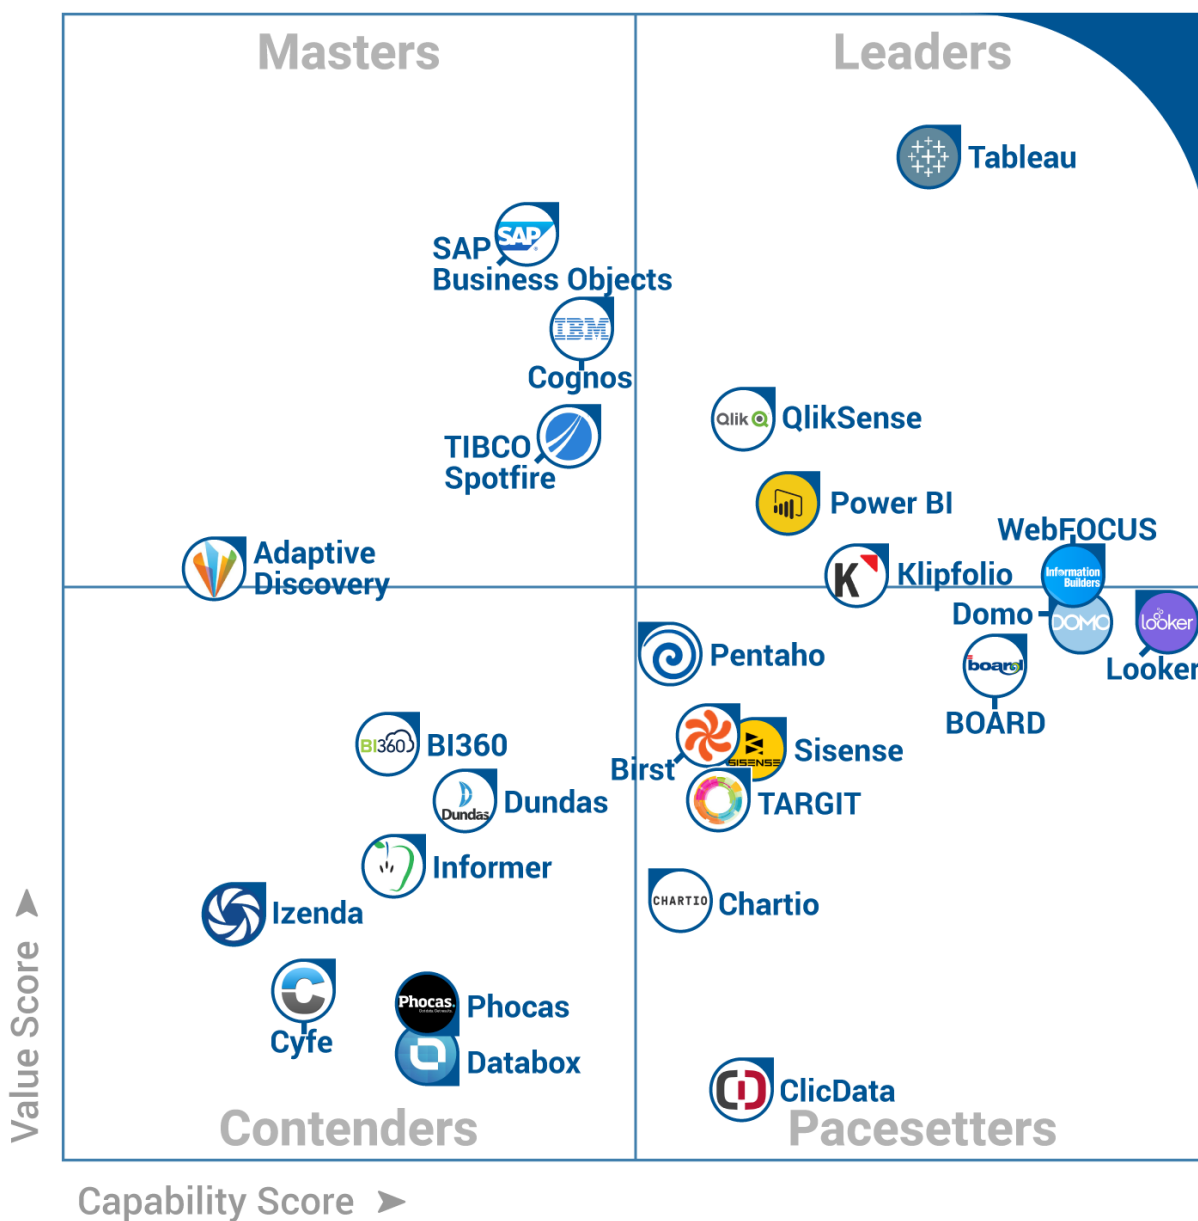 Masters
Leaders
Tableau
SAP
SAP
Business Objects
IBM
Cognos
Qlik
QlikSense
TIBCO
Spotfire
Power BI
WebFOCUS
Adaptive
Discovery
K
Klipfolio
Information
Builders
Domo
DOMO
looker
Looker
Pentaho
board
BOARD
BI360
BI360
Birst
SISENSE
Sisense
Dundas
Dundas
TARGIT
Informer
CHARTIO
Chartio
Izenda
Phocas.
Phocas
Cyfe
Databox
ClicData
Contenders
Pacesetters
Value Score
Capability Score